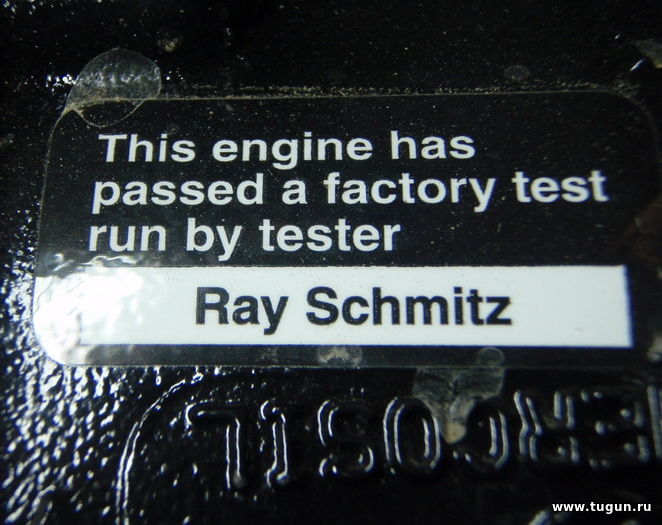 This engine has
passed a factory test
run by tester
Ray Schmitz
www.tugun.ru